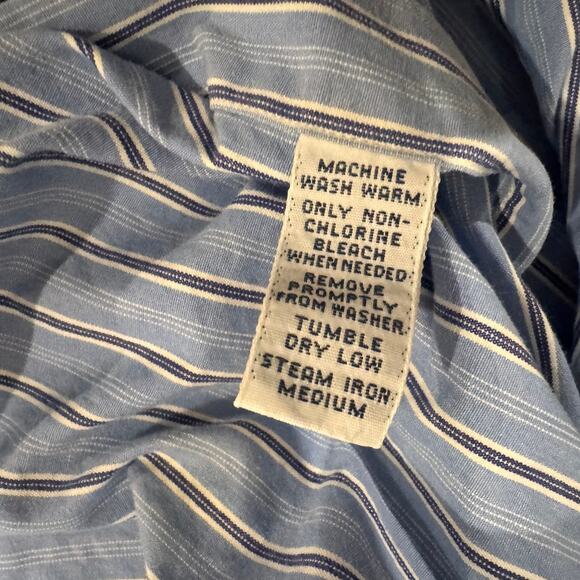 MACHINE
WASH WARM
ONLY NON-
CHLORINE
BLEACH
WHEN NEEDED
REMOVE
PROMPTLY
FROM WASHER
TUMBLE
DRY LOW
STEAM IRON
MEDIUM